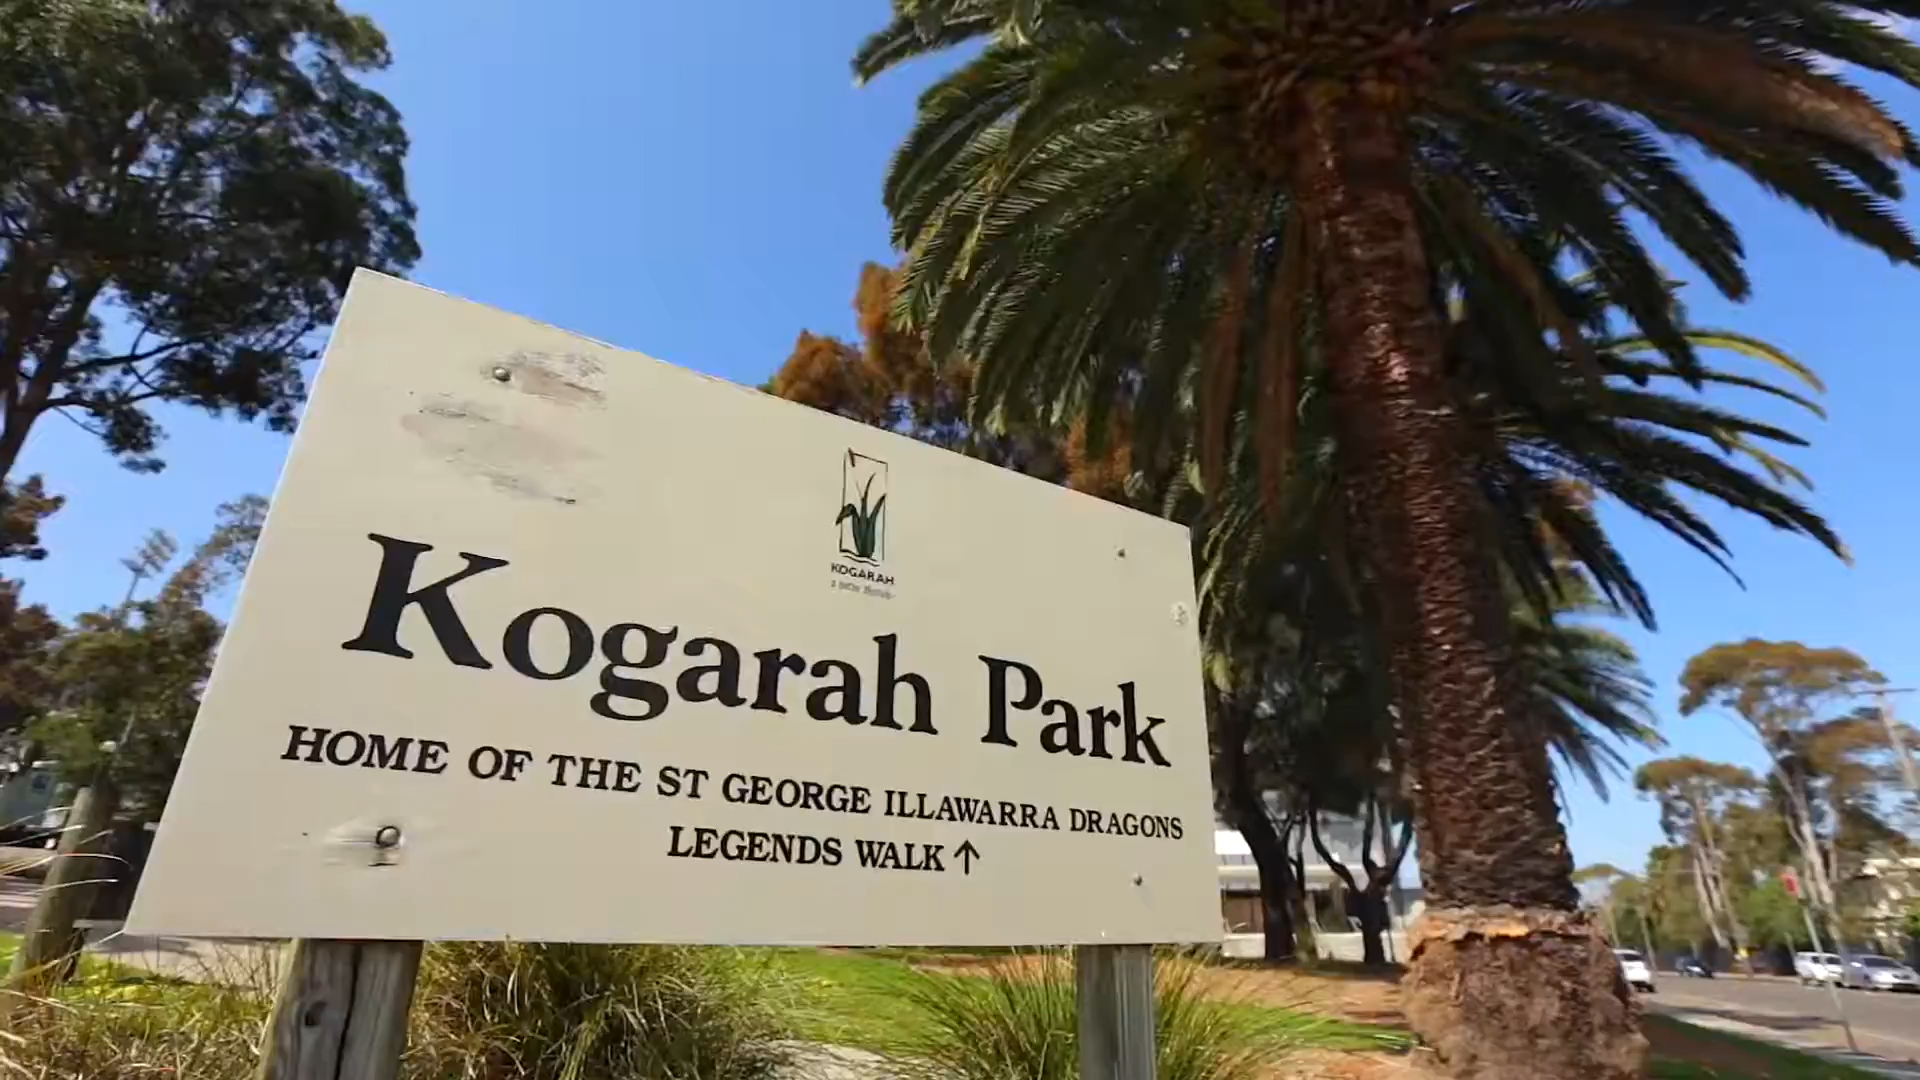 KOGARAH
Kogarah Park
HOME OF THE ST GEORGE ILLAWARRA DRAGONS
LEGENDS WALK ↑